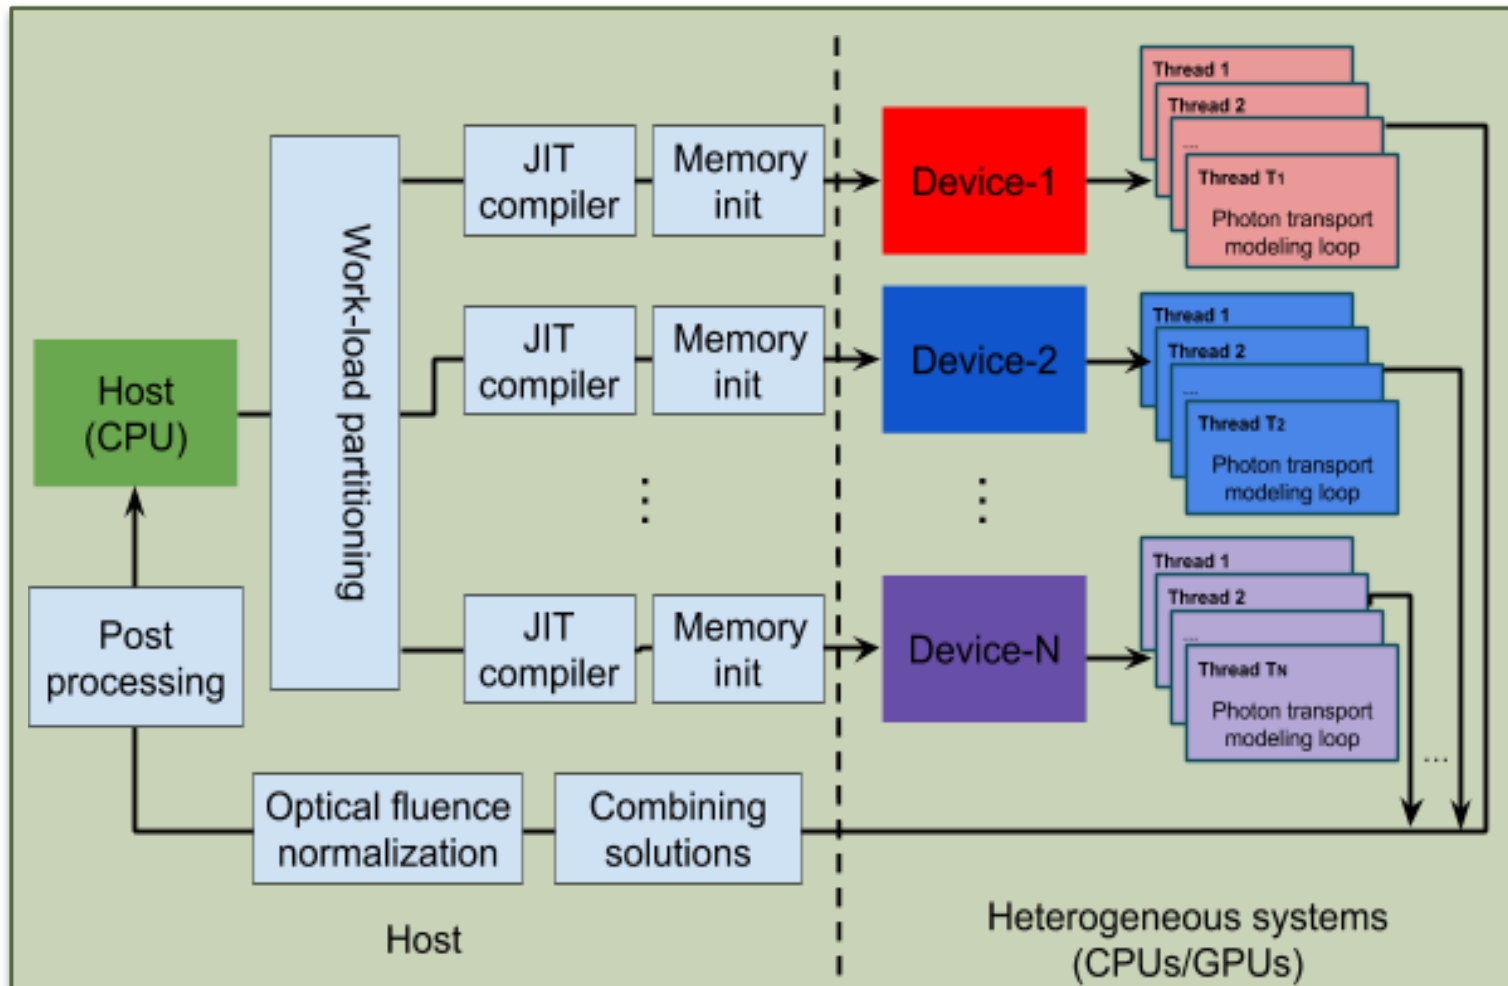 Host
(CPU)
Work-load partitioning
JIT
compiler
Memory
init
Device-1
Thread 1
Thread 2
...
Thread T1
Photon transport
modeling loop
JIT
compiler
Memory
init
Device-2
Thread 1
Thread 2
...
Thread T2
Photon transport
modeling loop
JIT
compiler
Memory
init
Device-N
Thread 1
Thread 2
...
Thread TN
Photon transport
modeling loop
...
Post
processing
Optical fluence
normalization
Combining
solutions
Host
Heterogeneous systems
(CPUs/GPUs)